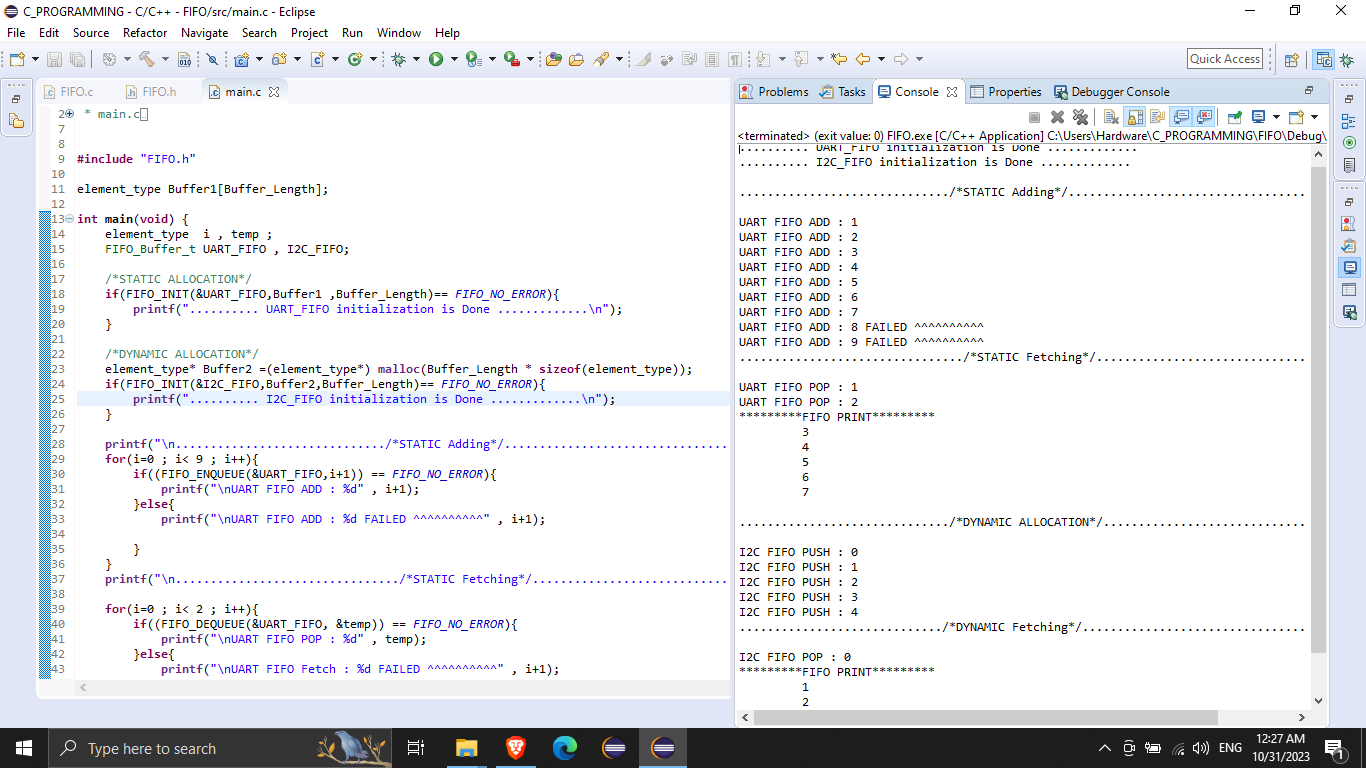 C_PROGRAMMING - C/C++ - FIFO/src/main.c - Eclipse
File Edit Source Refactor Navigate Search Project Run Window Help
Quick Access
FIFO.c FIFO.h main.c
2 * main.c
7
8
9 #include "FIFO.h"
10
11 element_type Buffer1[Buffer_Length];
12
13 int main(void) {
14 element_type i , temp ;
15 FIFO_Buffer_t UART_FIFO , I2C_FIFO;
16
17 /*STATIC ALLOCATION*/
18 if(FIFO_INIT(&UART_FIFO,Buffer1 ,Buffer_Length)== FIFO_NO_ERROR){
19 printf(".......... UART_FIFO initialization is Done .............\n");
20 }
21
22 /*DYNAMIC ALLOCATION*/
23 element_type* Buffer2 =(element_type*) malloc(Buffer_Length * sizeof(element_type));
24 if(FIFO_INIT(&I2C_FIFO,Buffer2,Buffer_Length)== FIFO_NO_ERROR){
25 printf(".......... I2C_FIFO initialization is Done .............\n");
26 }
27
28 printf("\n............................../*STATIC Adding*/................................
29 for(i=0 ; i< 9 ; i++){
30 if((FIFO_ENQUEUE(&UART_FIFO,i+1)) == FIFO_NO_ERROR){
31 printf("\nUART FIFO ADD : %d" , i+1);
32 }else{
33 printf("\nUART FIFO ADD : %d FAILED ^^^^^^^^^^" , i+1);
34
35 }
36 }
37 printf("\n................................/*STATIC Fetching*/............................
38
39 for(i=0 ; i< 2 ; i++){
40 if((FIFO_DEQUEUE(&UART_FIFO, &temp)) == FIFO_NO_ERROR){
41 printf("\nUART FIFO POP : %d" , temp);
42 }else{
43 printf("\nUART FIFO Fetch : %d FAILED ^^^^^^^^^^" , i+1);
Problems Tasks Console Properties Debugger Console
<terminated> (exit value: 0) FIFO.exe [C/C++ Application] C:\Users\Hardware\C_PROGRAMMING\FIFO\Debug\
.......... UART_FIFO initialization is Done .............
.......... I2C_FIFO initialization is Done .............
............................../*STATIC Adding*/..................................
UART FIFO ADD : 1
UART FIFO ADD : 2
UART FIFO ADD : 3
UART FIFO ADD : 4
UART FIFO ADD : 5
UART FIFO ADD : 6
UART FIFO ADD : 7
UART FIFO ADD : 8 FAILED ^^^^^^^^^^
UART FIFO ADD : 9 FAILED ^^^^^^^^^^
................................/*STATIC Fetching*/..............................
UART FIFO POP : 1
UART FIFO POP : 2
*********FIFO PRINT*********
3
4
5
6
7
............................../*DYNAMIC ALLOCATION*/.............................
I2C FIFO PUSH : 0
I2C FIFO PUSH : 1
I2C FIFO PUSH : 2
I2C FIFO PUSH : 3
I2C FIFO PUSH : 4
............................./*DYNAMIC Fetching*/................................
I2C FIFO POP : 0
*********FIFO PRINT*********
1
2
Type here to search
ENG
12:27 AM
10/31/2023
1